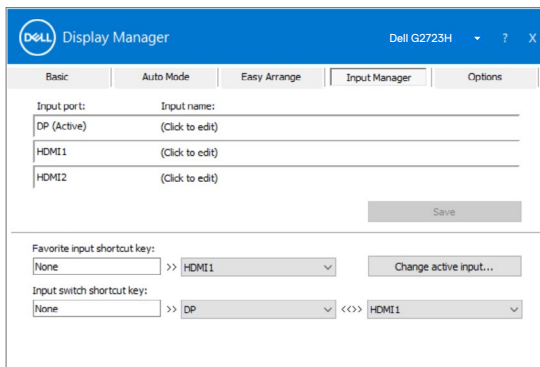 DELL Display Manager Dell G2723H ? X
Basic Auto Mode Easy Arrange Input Manager Options
Input port: Input name:
DP (Active) (Click to edit)
HDMI1 (Click to edit)
HDMI2 (Click to edit)
Save
Favorite input shortcut key:
None >> HDMI1 Change active input...
Input switch shortcut key:
None >> DP <<>> HDMI1